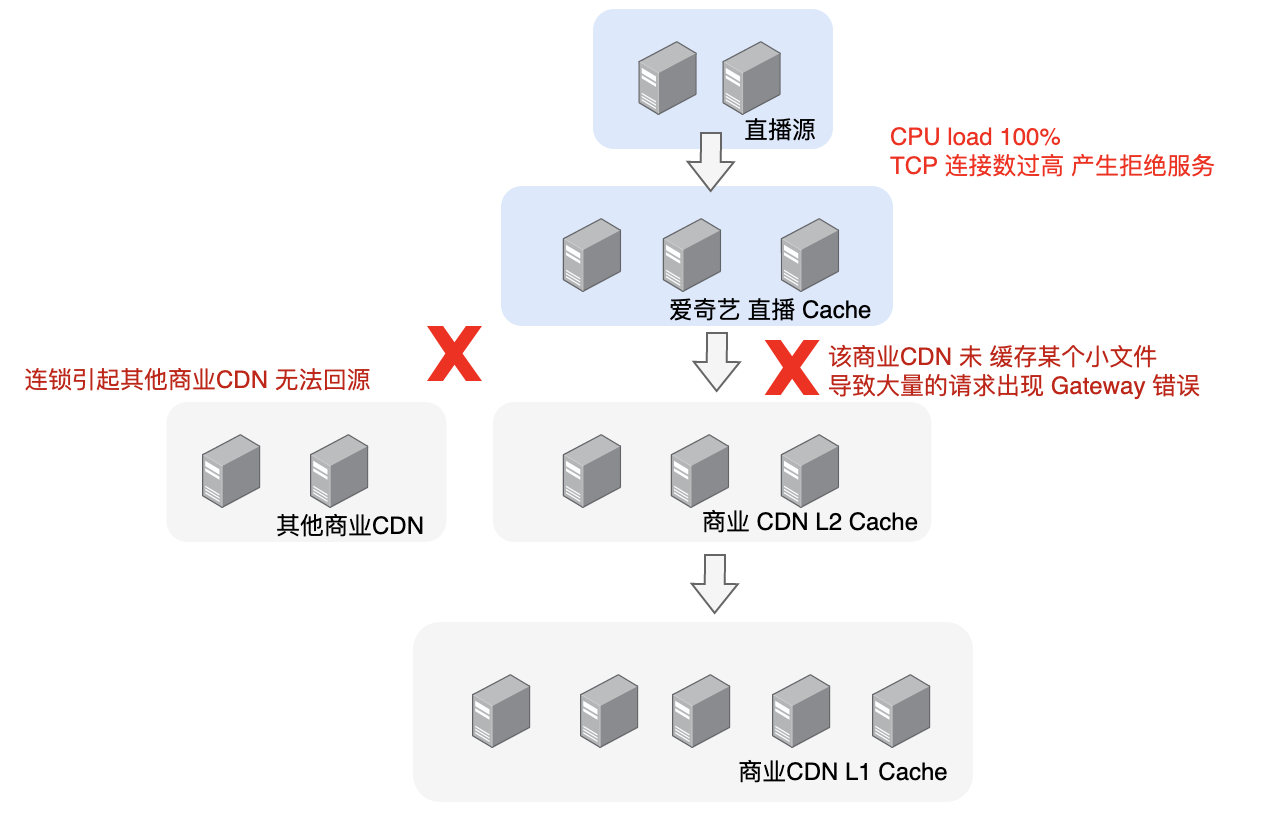 直播源
CPU load 100%
TCP 连接数过高 产生拒绝服务
爱奇艺 直播 Cache
该商业CDN 未 缓存某个小文件
导致大量的请求出现 Gateway 错误
连锁引起其他商业CDN 无法回源
其他商业CDN
商业 CDN L2 Cache
商业CDN L1 Cache